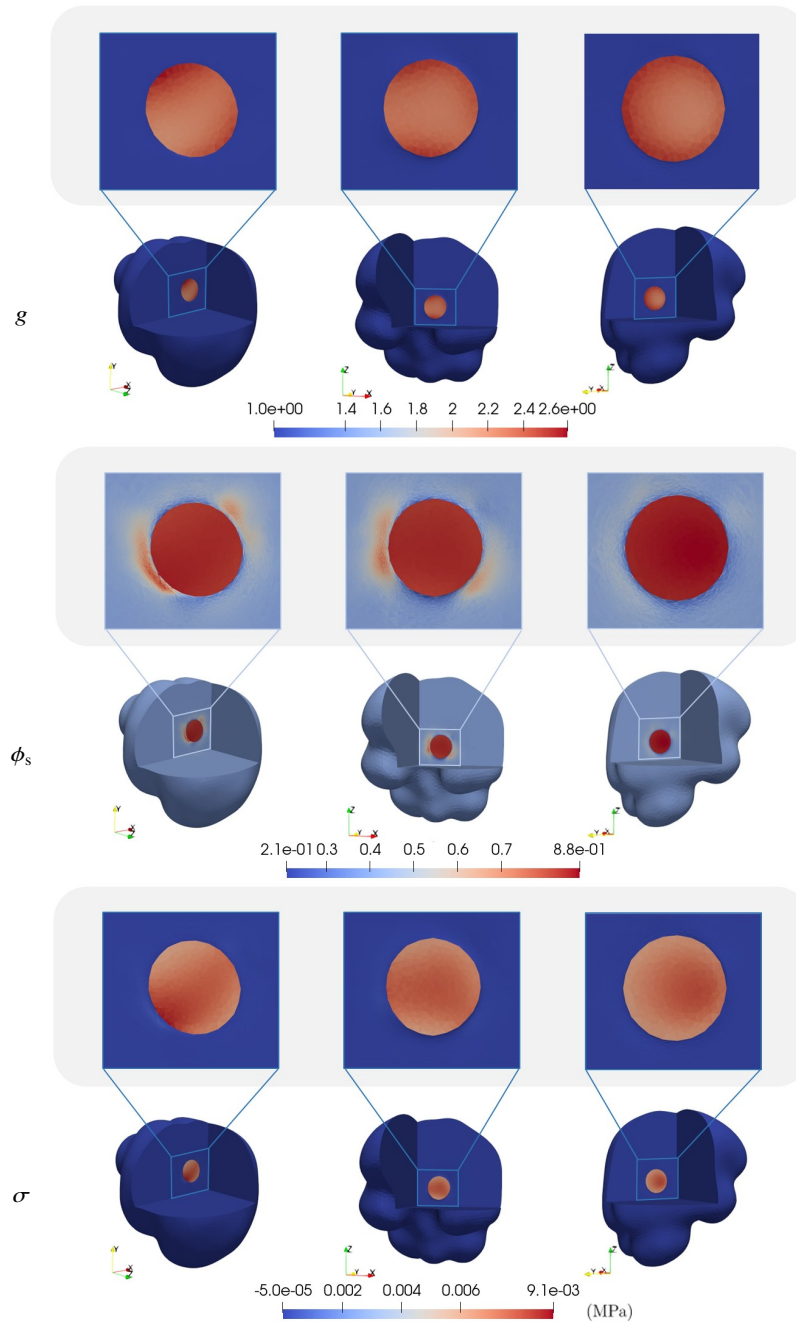 g
Y
X
Z
Z
Y
X
Z
Y
X
1.0e+00 1.4 1.6 1.8 2 2.2 2.4 2.6e+00
ϕs
Y
X
Z
Z
Y
X
Z
Y
X
2.1e-01 0.3 0.4 0.5 0.6 0.7 8.8e-01
σ
Y
X
Z
Z
Y
X
Z
Y
X
-5.0e-05 0.002 0.004 0.006 9.1e-03 (MPa)